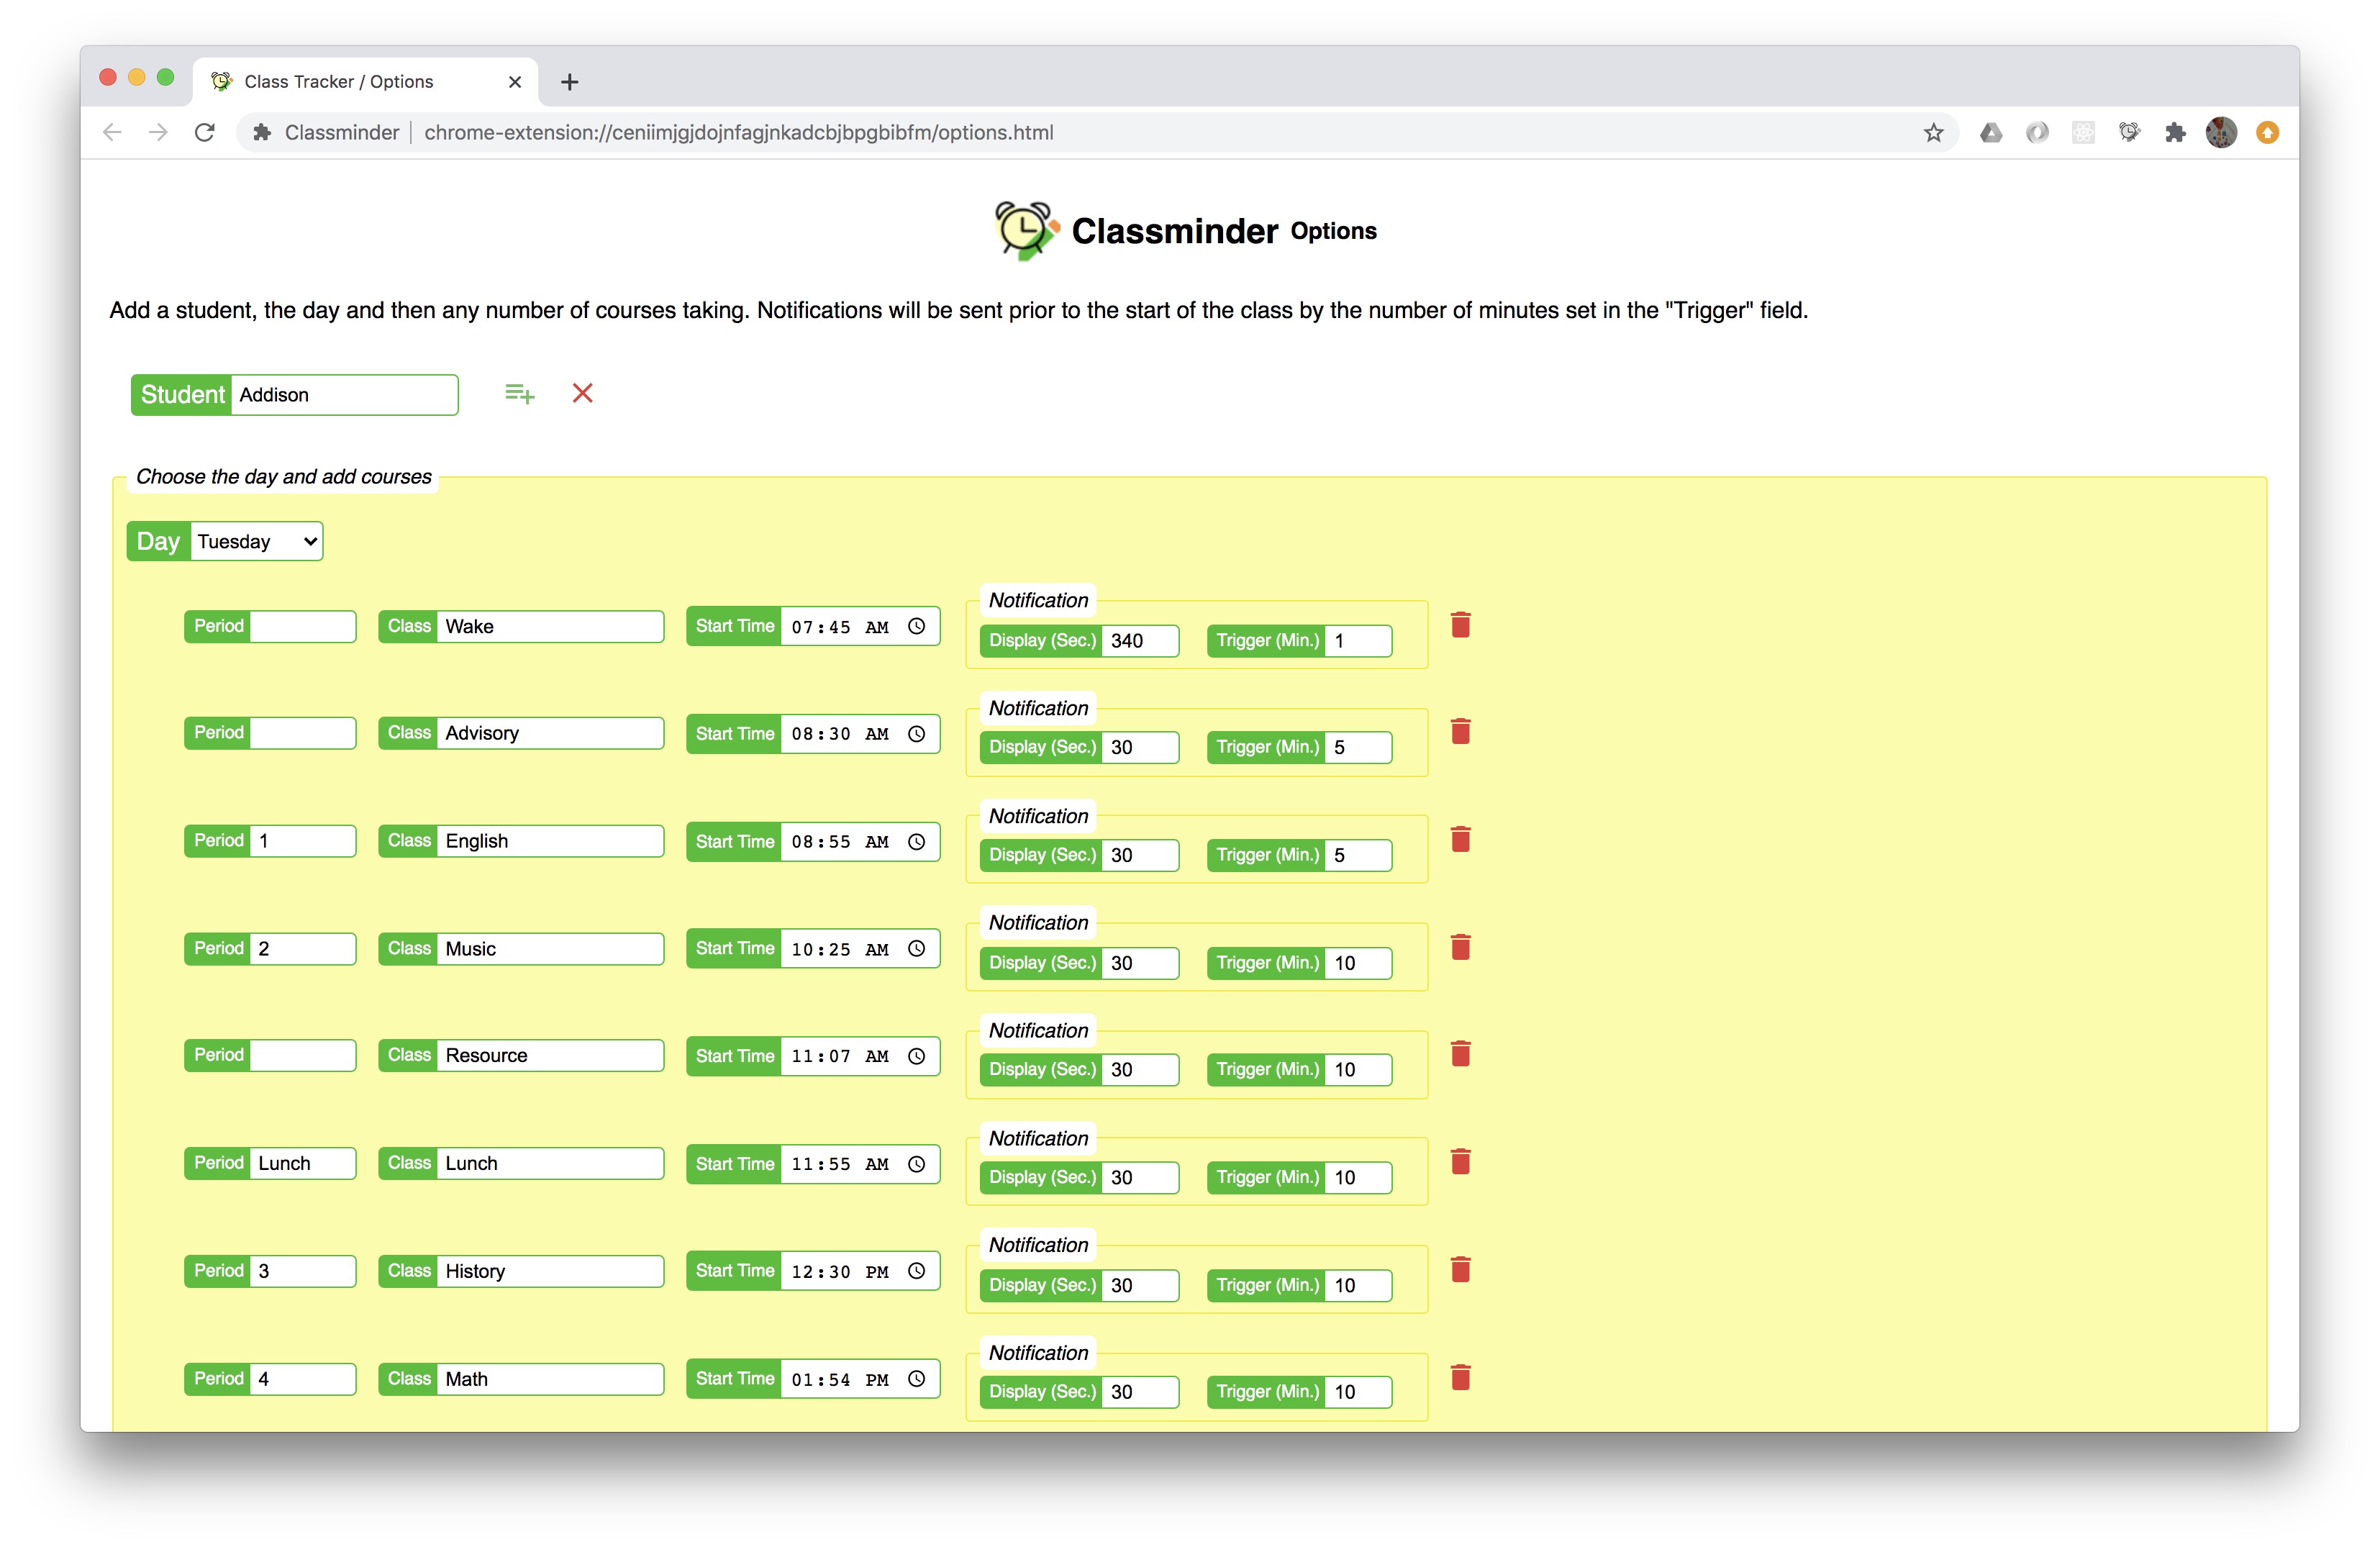 Class Tracker / Options
Classminder | chrome-extension://ceniimjgjdojnfagjnkadcbjbpgbibfm/options.html
Classminder Options
Add a student, the day and then any number of courses taking. Notifications will be sent prior to the start of the class by the number of minutes set in the "Trigger" field.
Student Addison
Choose the day and add courses
Day Tuesday
Notification
Period Class Wake Start Time 07:45 AM Display (Sec.) 340 Trigger (Min.) 1
Notification
Period Class Advisory Start Time 08:30 AM Display (Sec.) 30 Trigger (Min.) 5
Notification
Period 1 Class English Start Time 08:55 AM Display (Sec.) 30 Trigger (Min.) 5
Notification
Period 2 Class Music Start Time 10:25 AM Display (Sec.) 30 Trigger (Min.) 10
Notification
Period Class Resource Start Time 11:07 AM Display (Sec.) 30 Trigger (Min.) 10
Notification
Period Lunch Class Lunch Start Time 11:55 AM Display (Sec.) 30 Trigger (Min.) 10
Notification
Period 3 Class History Start Time 12:30 PM Display (Sec.) 30 Trigger (Min.) 10
Notification
Period 4 Class Math Start Time 01:54 PM Display (Sec.) 30 Trigger (Min.) 10